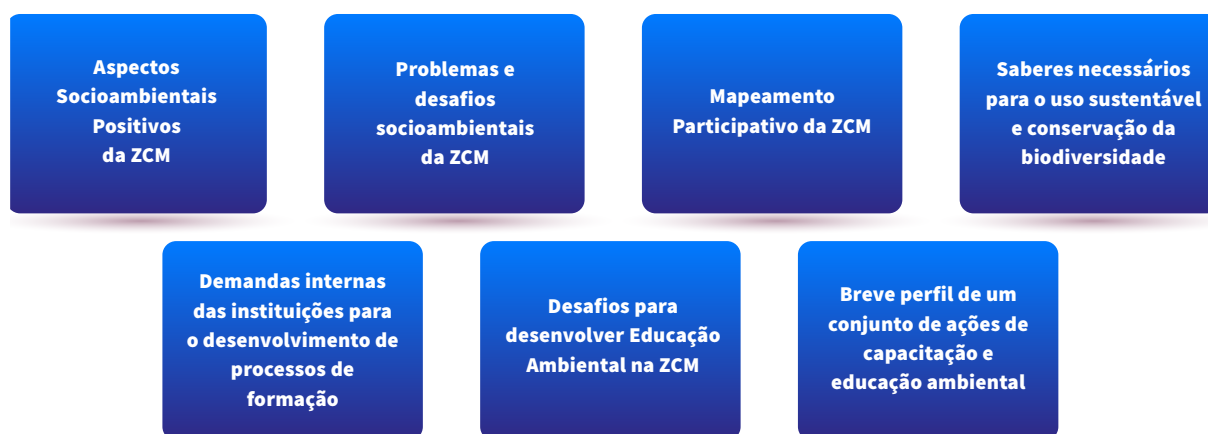 Aspectos
Socioambientais
Positivos
da ZCM
Problemas e
desafios
socioambientais
da ZCM
Mapeamento
Participativo da ZCM
Saberes necessários
para o uso sustentável
e conservação da
biodiversidade
Demandas internas
das instituições para
o desenvolvimento de
processos de
formação
Desafios para
desenvolver Educação
Ambiental na ZCM
Breve perfil de um
conjunto de ações de
capacitação e
educação ambiental